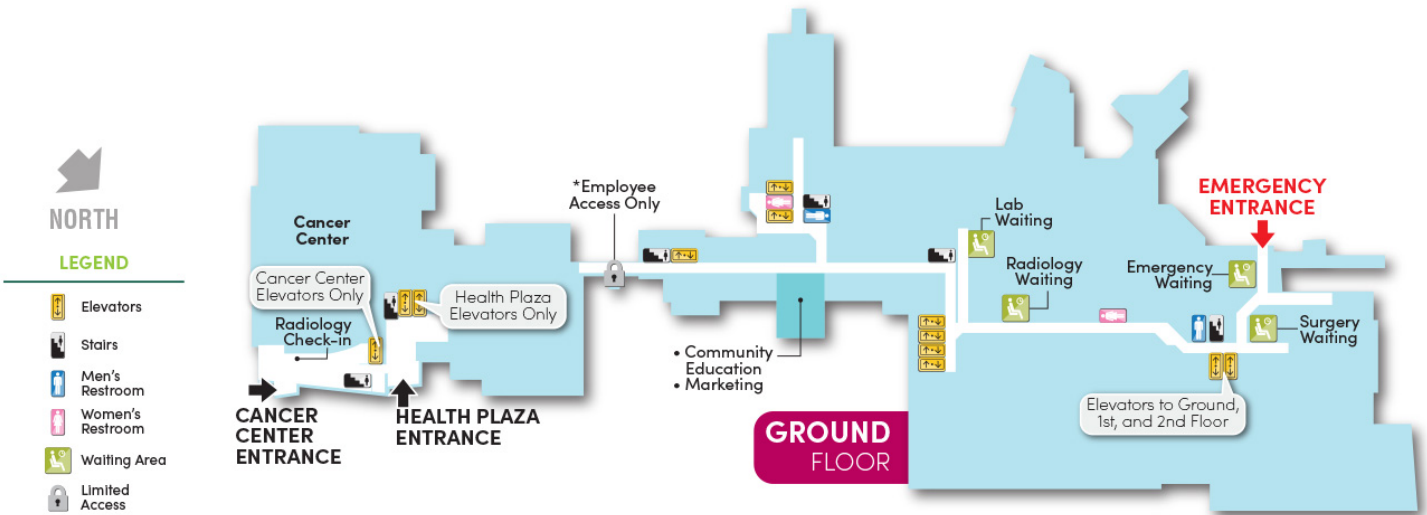 NORTH
LEGEND
Elevators
Stairs
Men's
Restroom
Women's
Restroom
Waiting Area
Limited
Access
Cancer
Center
Cancer Center
Elevators Only
Health Plaza
Elevators Only
Radiology
Check-in
CANCER
CENTER
ENTRANCE
HEALTH PLAZA
ENTRANCE
*Employee
Access Only
• Community
Education
• Marketing
GROUND
FLOOR
Lab
Waiting
Radiology
Waiting
EMERGENCY
ENTRANCE
Emergency
Waiting
Surgery
Waiting
Elevators to Ground,
1st, and 2nd Floor